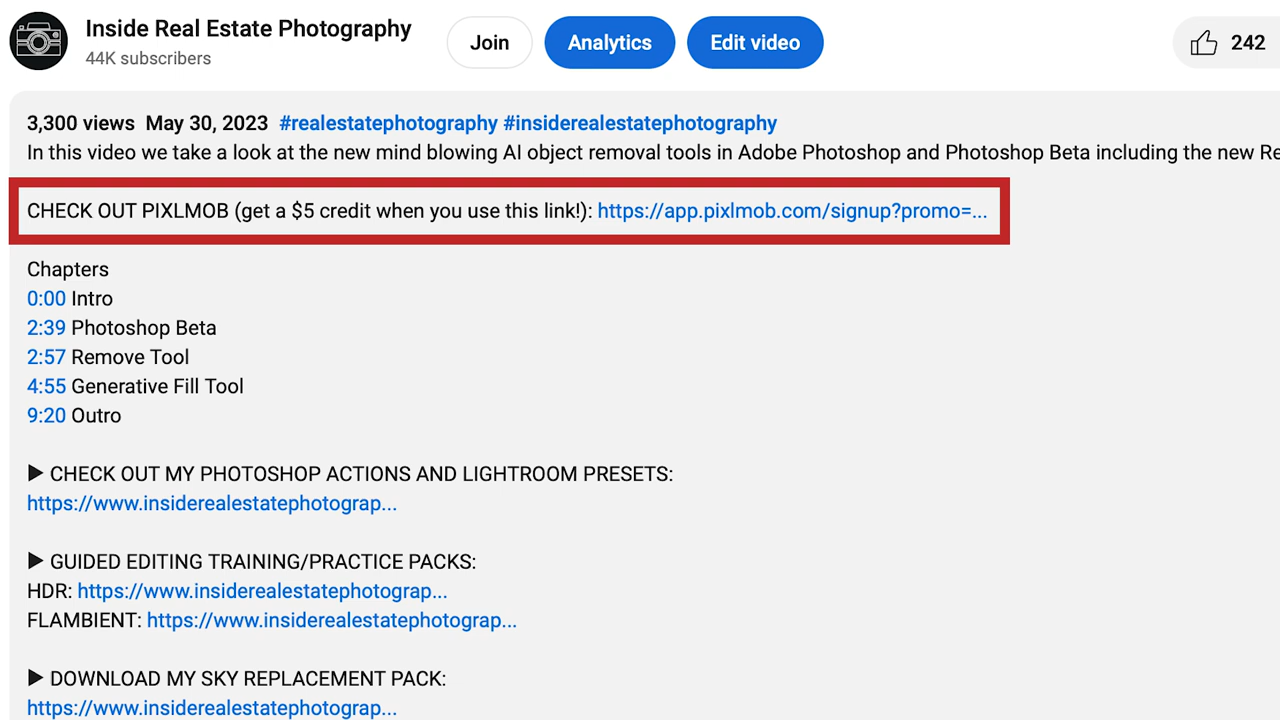 Inside Real Estate Photography
44K subscribers
Join
Analytics
Edit video
242
3,300 views May 30, 2023 #realestatephotography #insiderealestatephotography
In this video we take a look at the new mind blowing AI object removal tools in Adobe Photoshop and Photoshop Beta including the new Re
CHECK OUT PIXLMOB (get a $5 credit when you use this link!): https://app.pixlmob.com/signup?promo=...
Chapters
0:00 Intro
2:39 Photoshop Beta
2:57 Remove Tool
4:55 Generative Fill Tool
9:20 Outro
▶ CHECK OUT MY PHOTOSHOP ACTIONS AND LIGHTROOM PRESETS:
https://www.insiderealestatephotograp...
▶ GUIDED EDITING TRAINING/PRACTICE PACKS:
HDR: https://www.insiderealestatephotograp...
FLAMBIENT: https://www.insiderealestatephotograp...
▶ DOWNLOAD MY SKY REPLACEMENT PACK:
https://www.insiderealestatephotograp...